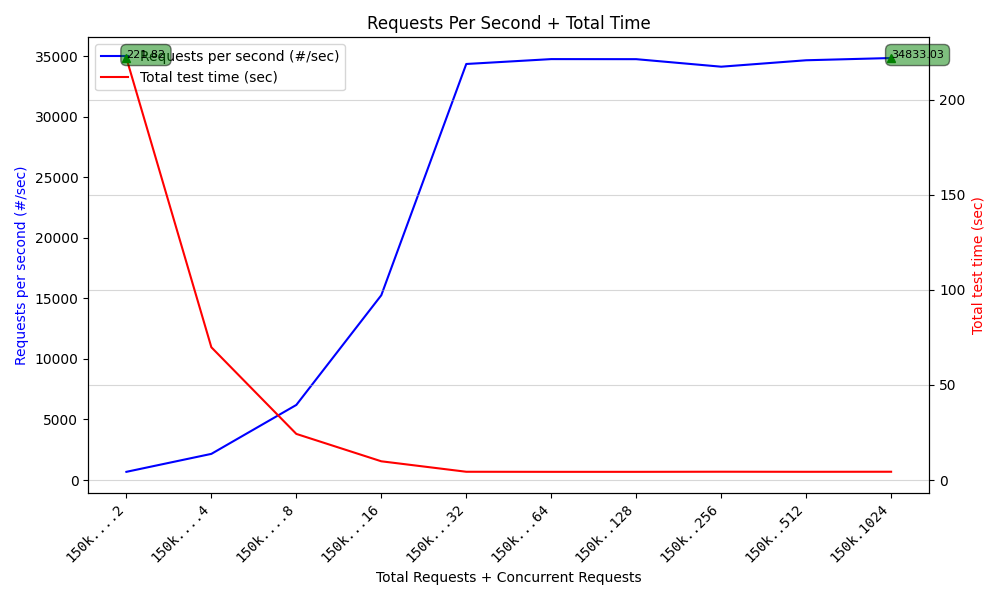 Requests Per Second + Total Time
221.82
Requests per second (#/sec)
Total test time (sec)
34833.03
35000
30000
25000
20000
15000
10000
5000
0
Requests per second (#/sec)
200
150
100
50
0
Total test time (sec)
150k....2
150k....4
150k....8
150k...16
150k...32
150k...64
150k..128
150k..256
150k..512
150k.1024
Total Requests + Concurrent Requests